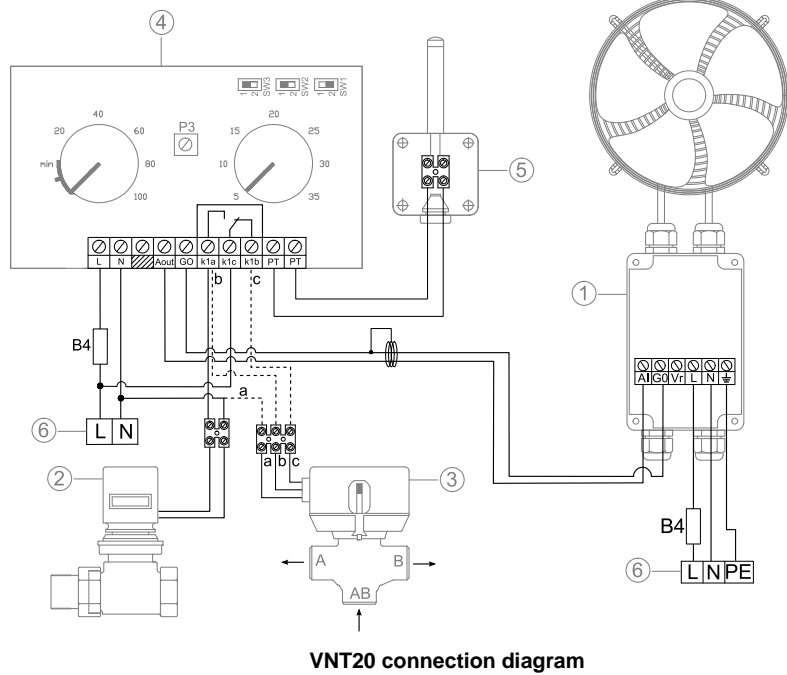 4
1 2 SW3
1 2 SW2
1 2 SW1
P3
min 20 40 60 80 100
5 10 15 20 25 30 35
L N Aout GO k1a k1c k1b PT PT
b c
5
1
B4
a
6 L N
AI G0 Vr L N
2
a b c
3
A B
AB
B4
6 L N PE
VNT20 connection diagram